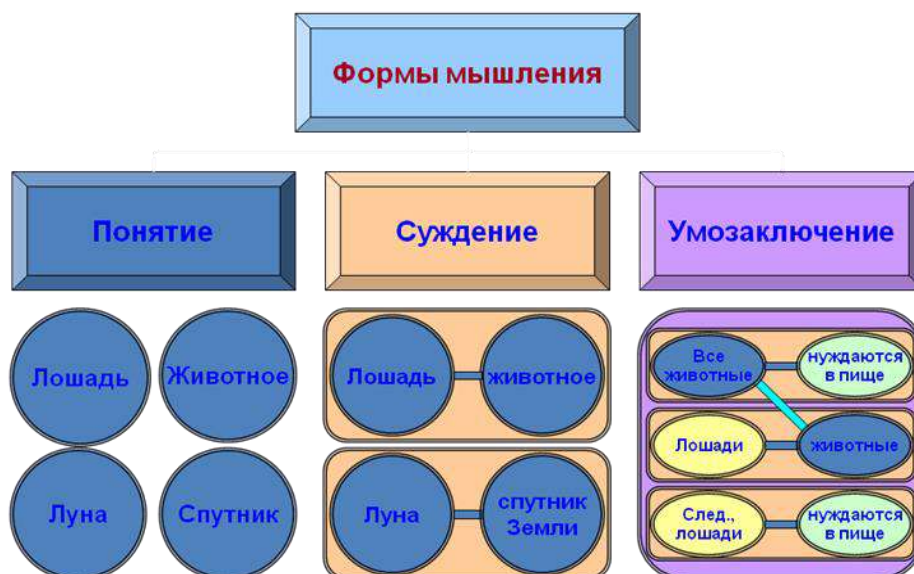 Формы мышления
Понятие
Суждение
Умозаключение
Лошадь
Животное
Луна
Спутник
Лошадь
животное
Луна
спутник
Земли
Все
животные
нуждаются
в пище
Лошади
животные
След.,
лошади
нуждаются
в пище